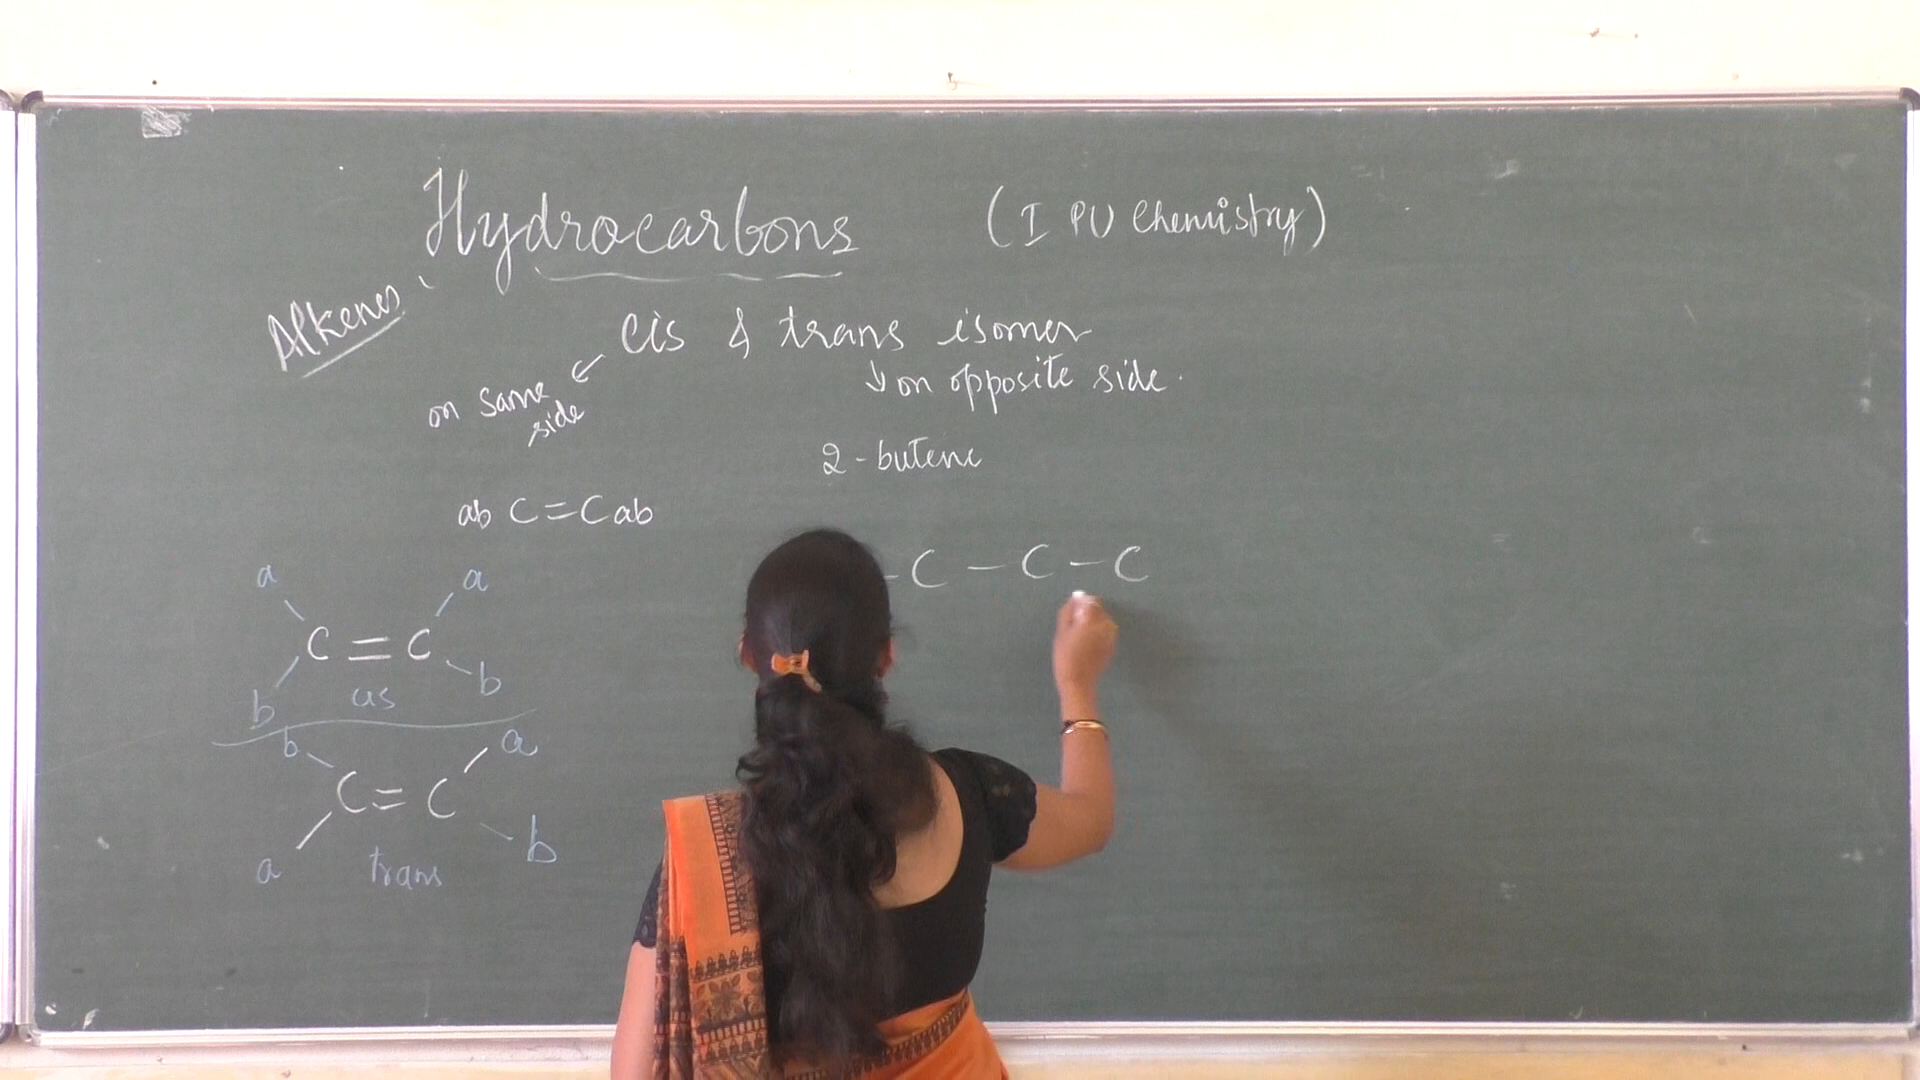 Hydrocarbons (I PU Chemistry)
Alkenes
cis & trans isomer
on same side
on opposite side.
2-butene
ab C=Cab
-C-C-C
a a
C=C
b cis b
b a
C=C
a trans b